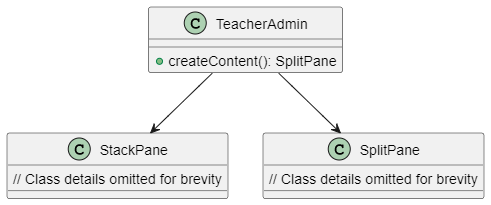 C TeacherAdmin
createContent(): SplitPane
C StackPane
// Class details omitted for brevity
C SplitPane
// Class details omitted for brevity